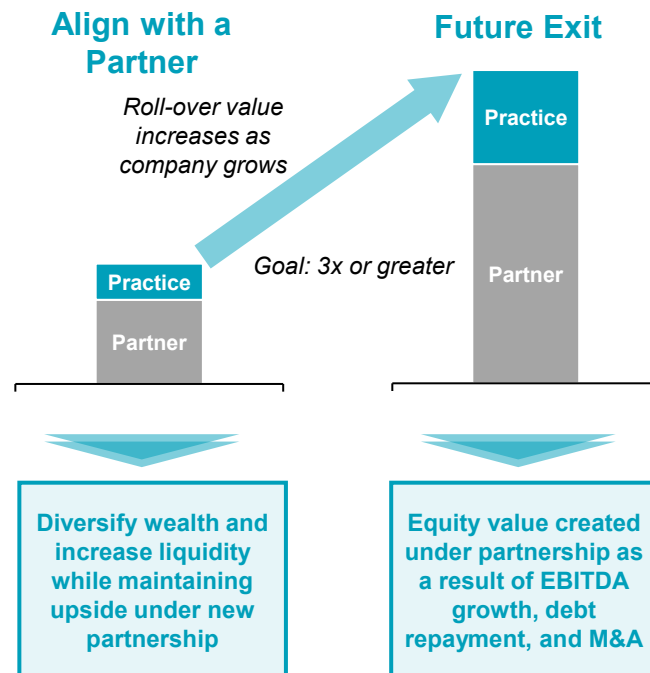 Align with a
Partner
Future Exit
Roll-over value
increases as
company grows
Practice
Goal: 3x or greater
Practice
Partner
Partner
Diversify wealth and
increase liquidity
while maintaining
upside under new
partnership
Equity value created
under partnership as
a result of EBITDA
growth, debt
repayment, and M&A